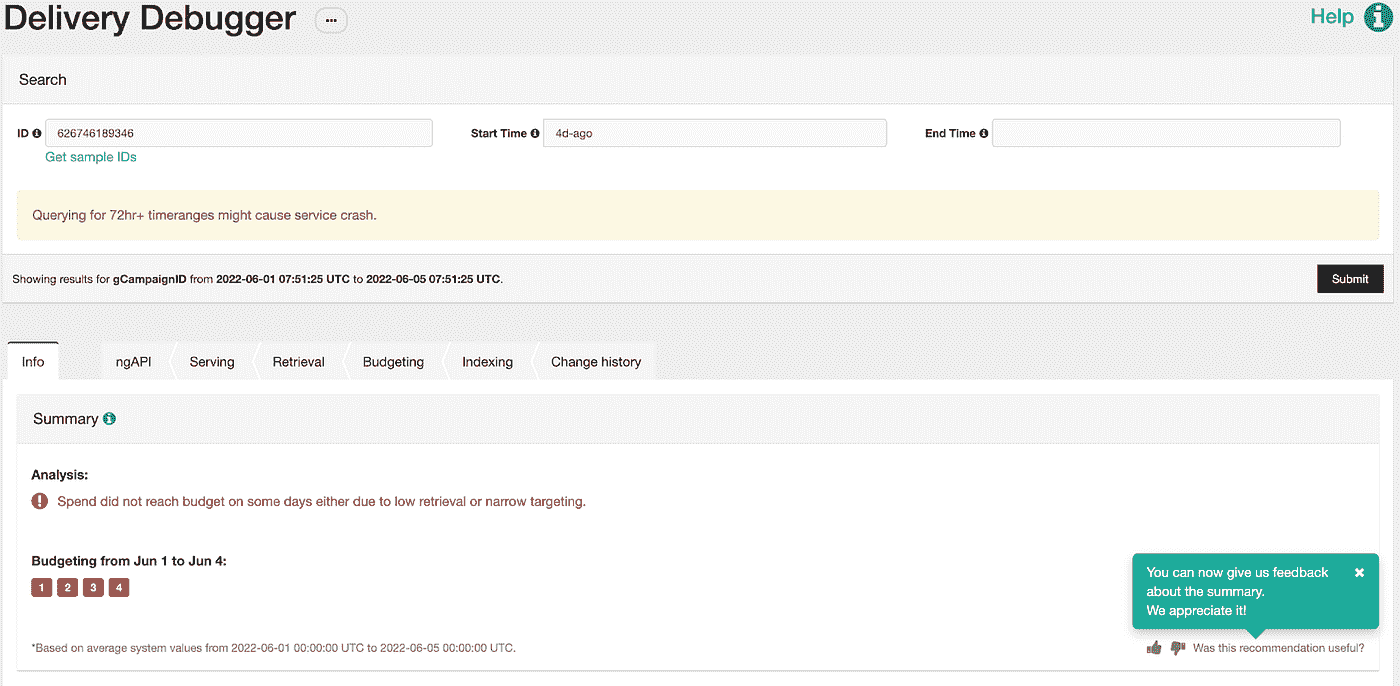 Delivery Debugger ...
Help
Search
ID 626746189346 Start Time 4d-ago End Time
Get sample IDs
Querying for 72hr+ timeranges might cause service crash.
Showing results for gCampaignID from 2022-06-01 07:51:25 UTC to 2022-06-05 07:51:25 UTC. Submit
Info ngAPI Serving Retrieval Budgeting Indexing Change history
Summary
Analysis:
Spend did not reach budget on some days either due to low retrieval or narrow targeting.
Budgeting from Jun 1 to Jun 4:
1 2 3 4
You can now give us feedback
about the summary.
We appreciate it!
*Based on average system values from 2022-06-01 00:00:00 UTC to 2022-06-05 00:00:00 UTC.
Was this recommendation useful?